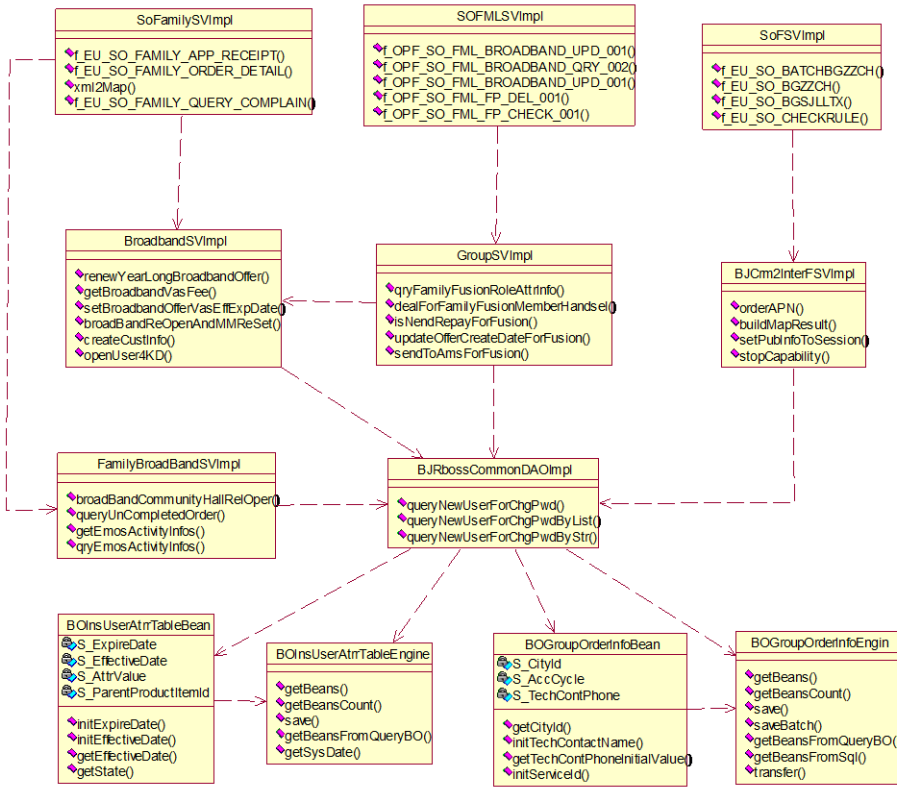 SoFamilySVImpl
f_EU_SO_FAMILY_APP_RECEIPT()
f_EU_SO_FAMILY_ORDER_DETAIL()
xml2Map()
f_EU_SO_FAMILY_QUERY_COMPLAIN()
SOFMLSVImpl
f_OPF_SO_FML_BROADBAND_UPD_001()
f_OPF_SO_FML_BROADBAND_QRY_002()
f_OPF_SO_FML_BROADBAND_UPD_001()
f_OPF_SO_FML_FP_DEL_001()
f_OPF_SO_FML_FP_CHECK_001()
SoFSVImpl
f_EU_SO_BATCHBGZZCH()
f_EU_SO_BGZZCH()
f_EU_SO_BGSJLLTX()
f_EU_SO_CHECKRULE()
BroadbandSVImpl
renewYearLongBroadbandOffer()
getBroadbandVasFee()
setBroadbandOfferVasEffExpDate()
broadBandReOpenAndMMReSet()
createCustInfo()
openUser4KD()
GroupSVImpl
qryFamilyFusionRoleAttrInfo()
dealForFamilyFusionMemberHandsel()
isNendRepayForFusion()
updateOfferCreateDateForFusion()
sendToAmsForFusion()
BJCrm2InterFSVImpl
orderAPN()
buildMapResult()
setPubInfoToSession()
stopCapability()
FamilyBroadBandSVImpl
broadBandCommunityHallRelOper()
queryUnCompletedOrder()
getEmosActivityInfos()
qryEmosActivityInfos()
BJRbossCommonDAOImpl
queryNewUserForChgPwd()
queryNewUserForChgPwdByList()
queryNewUserForChgPwdByStr()
BOInsUserAtrrTableBean
S_ExpireDate
S_EffectiveDate
S_AttrValue
S_ParentProductItemId
initExpireDate()
initEffectiveDate()
getEffectiveDate()
getState()
BOInsUserAtrrTableEngine
getBeans()
getBeansCount()
save()
getBeansFromQueryBO()
getSysDate()
BOGroupOrderInfoBean
S_CityId
S_AccCycle
S_TechContPhone
getCityId()
initTechContactName()
getTechContPhoneInitialValue()
initServiceId()
BOGroupOrderInfoEngin
getBeans()
getBeansCount()
save()
saveBatch()
getBeansFromQueryBO()
getBeansFromSql()
transfer()